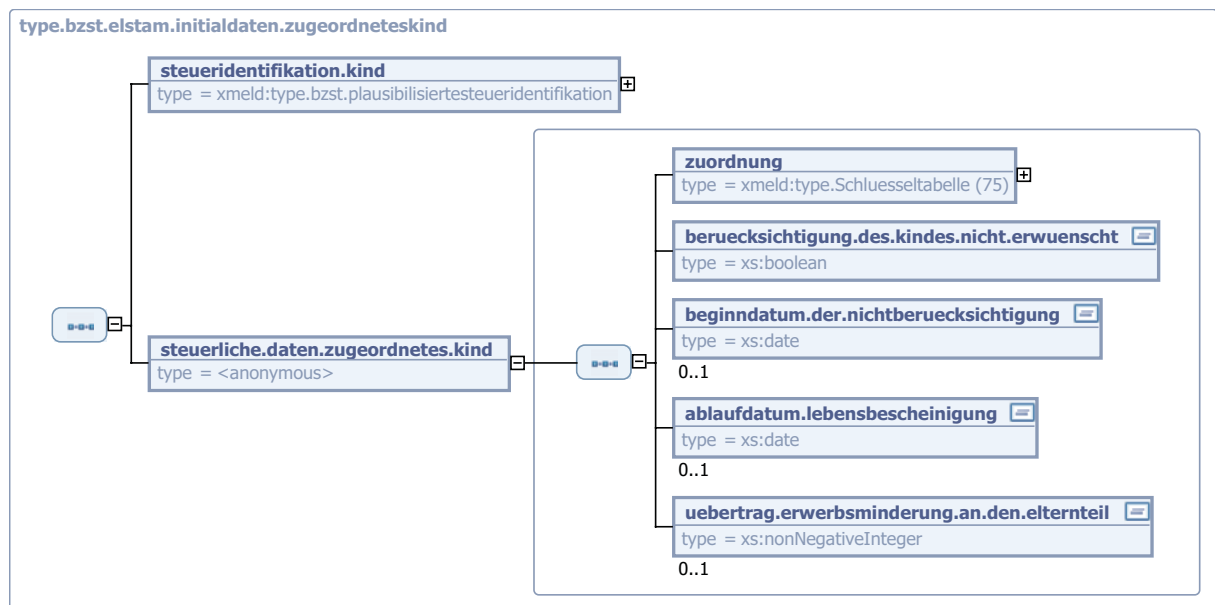 type.bzst.elstam.initialdaten.zugeordneteskind
steueridentifikation.kind
type = xmeld:type.bzst.plausibilisiertesteueridentifikation
steuerliche.daten.zugeordnetes.kind
type = <anonymous>
zuordnung
type = xmeld:type.Schluesseltabelle (75)
beruecksichtigung.des.kindes.nicht.erwuenscht
type = xs:boolean
beginndatum.der.nichtberuecksichtigung
type = xs:date
0..1
ablaufdatum.lebensbescheinigung
type = xs:date
0..1
uebertrag.erwerbsminderung.an.den.elternteil
type = xs:nonNegativeInteger
0..1